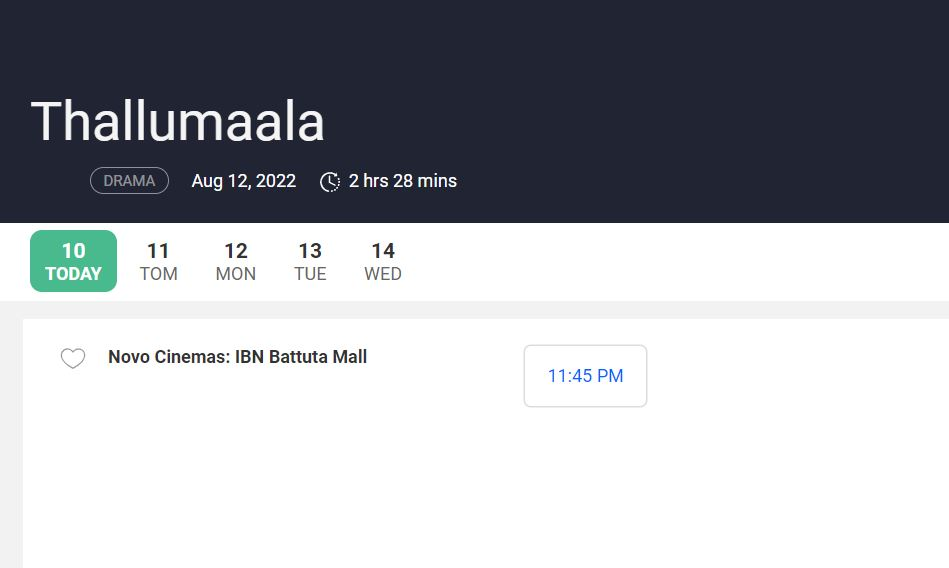 Thallumaala
DRAMA Aug 12, 2022 2 hrs 28 mins
10 11 12 13 14
TODAY TOM MON TUE WED
Novo Cinemas: IBN Battuta Mall
11:45 PM